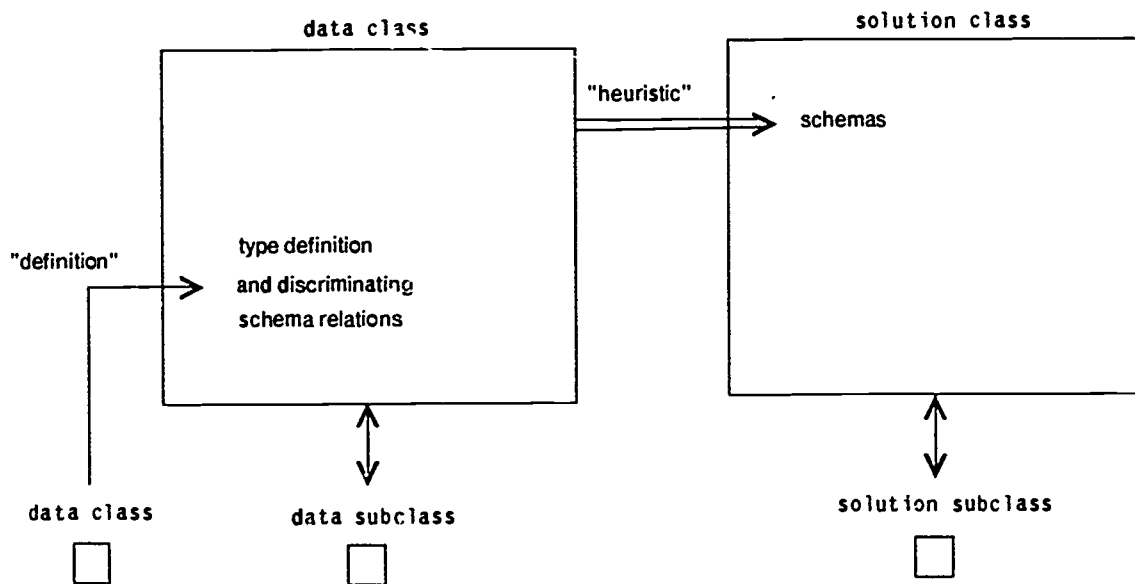 data class
solution class
"heuristic"
schemas
"definition"
type definition
and discriminating
schema relations
data class
data subclass
solution subclass